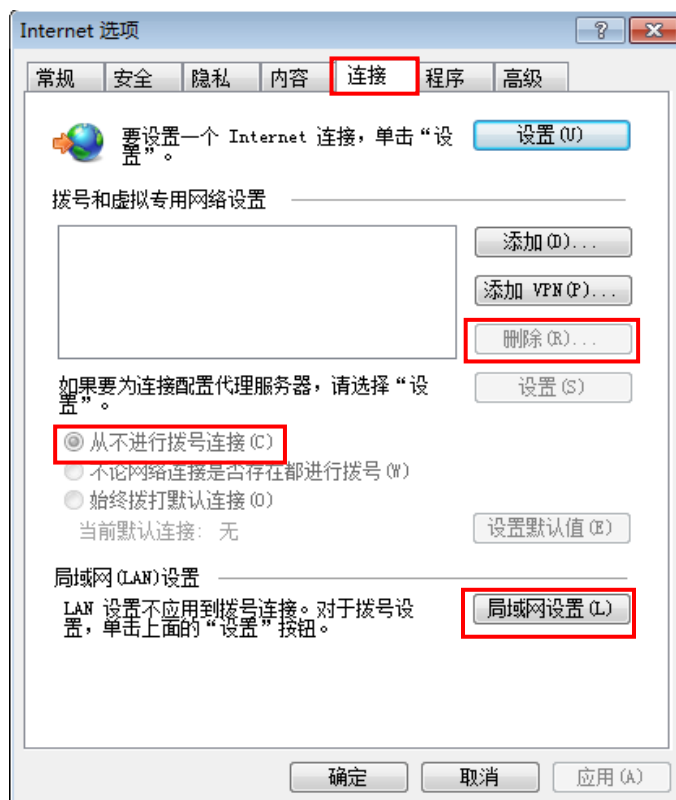 Internet 选项
常规 安全 隐私 内容 连接 程序 高级
要设置一个 Internet 连接，单击“设
置”。
设置(U)
拨号和虚拟专用网络设置
添加(D)...
添加 VPN(P)...
删除(R)...
如果要为连接配置代理服务器，请选择“设
置”。
设置(S)
从不进行拨号连接(C)
不论网络连接是否存在都进行拨号(W)
始终拨打默认连接(O)
当前默认连接： 无
设置默认值(E)
局域网(LAN)设置
LAN 设置不应用到拨号连接。对于拨号设
置，单击上面的“设置”按钮。
局域网设置(L)
确定 取消 应用(A)